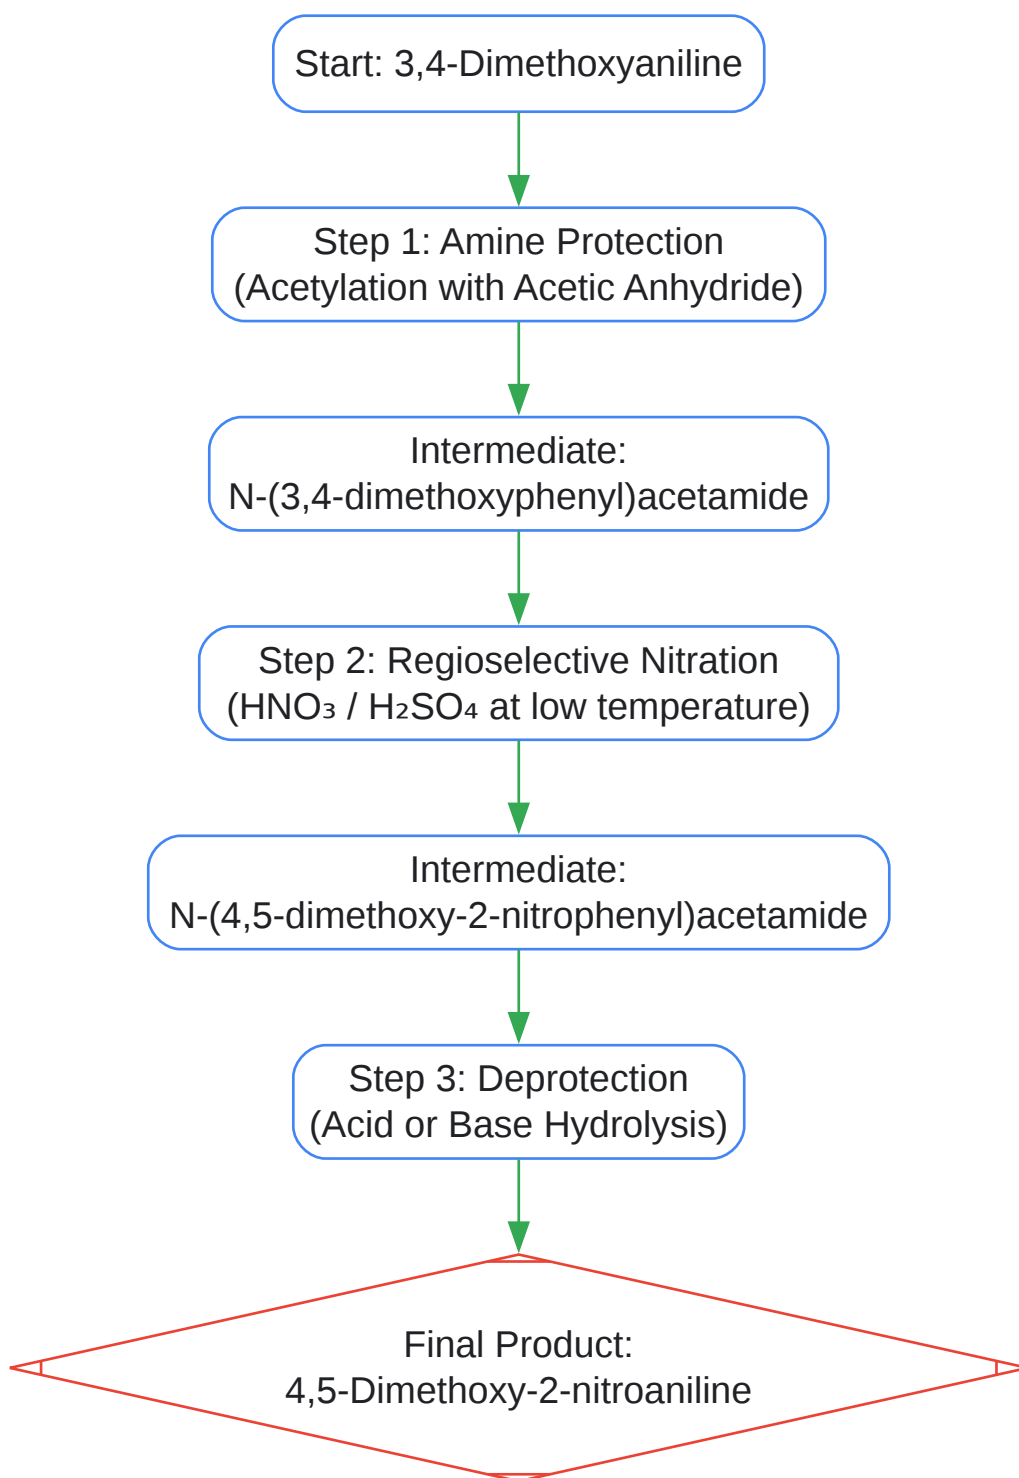 Start: 3,4-Dimethoxyaniline
Step 1: Amine Protection
(Acetylation with Acetic Anhydride)
Intermediate:
N-(3,4-dimethoxyphenyl)acetamide
Step 2: Regioselective Nitration
(HNO₃ / H₂SO₄ at low temperature)
Intermediate:
N-(4,5-dimethoxy-2-nitrophenyl)acetamide
Step 3: Deprotection
(Acid or Base Hydrolysis)
Final Product:
4,5-Dimethoxy-2-nitroaniline